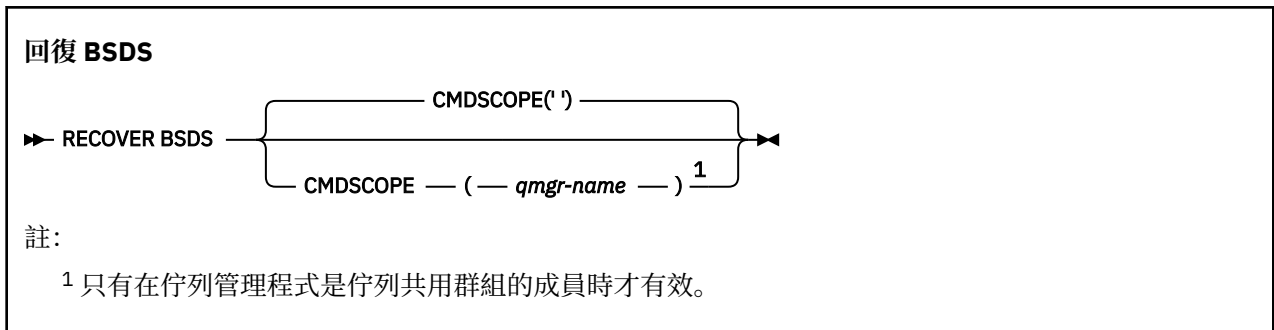 回復 BSDS
CMDSCOPE(' ')
RECOVER BSDS
CMDSCOPE ( qmgr-name ) 1
註:
1 只有在佇列管理程式是佇列共用群組的成員時才有效。